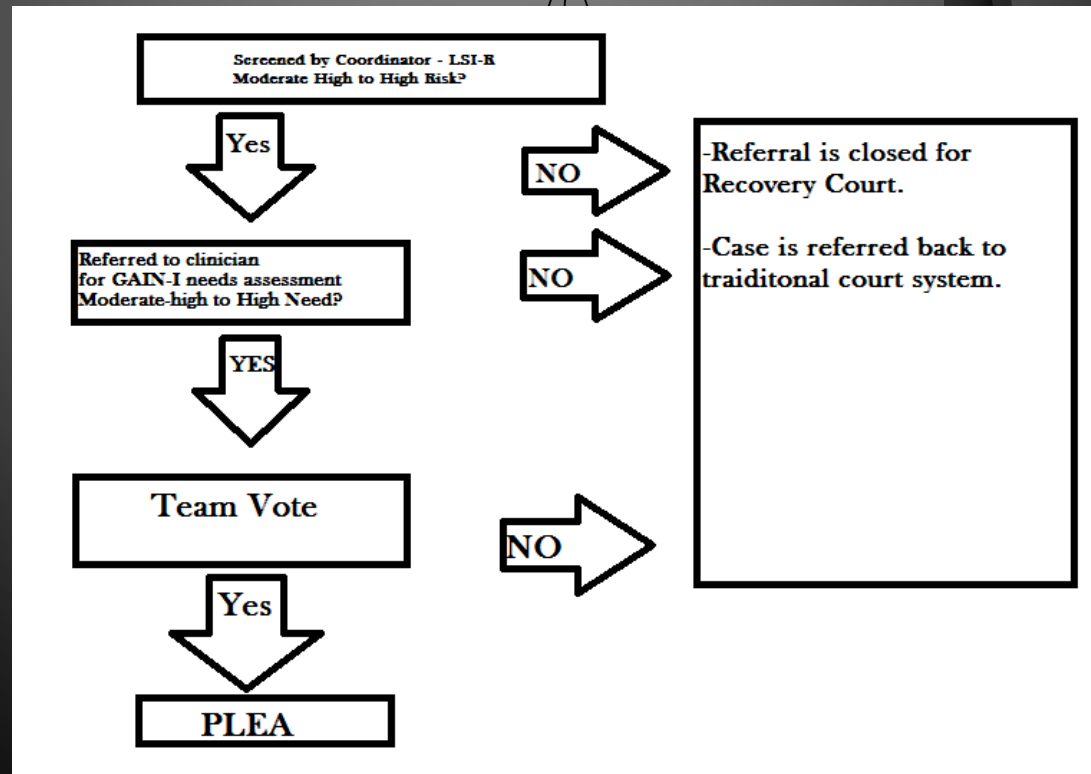 Screened by Coordinator - LSI-R
Moderate High to High Risk?
Yes
NO
-Referral is closed for
Recovery Court.
-Case is referred back to
traiditonal court system.
Referred to clinician
for GAIN-I needs assessment
Moderate-high to High Need?
NO
YES
Team Vote
NO
Yes
PLEA